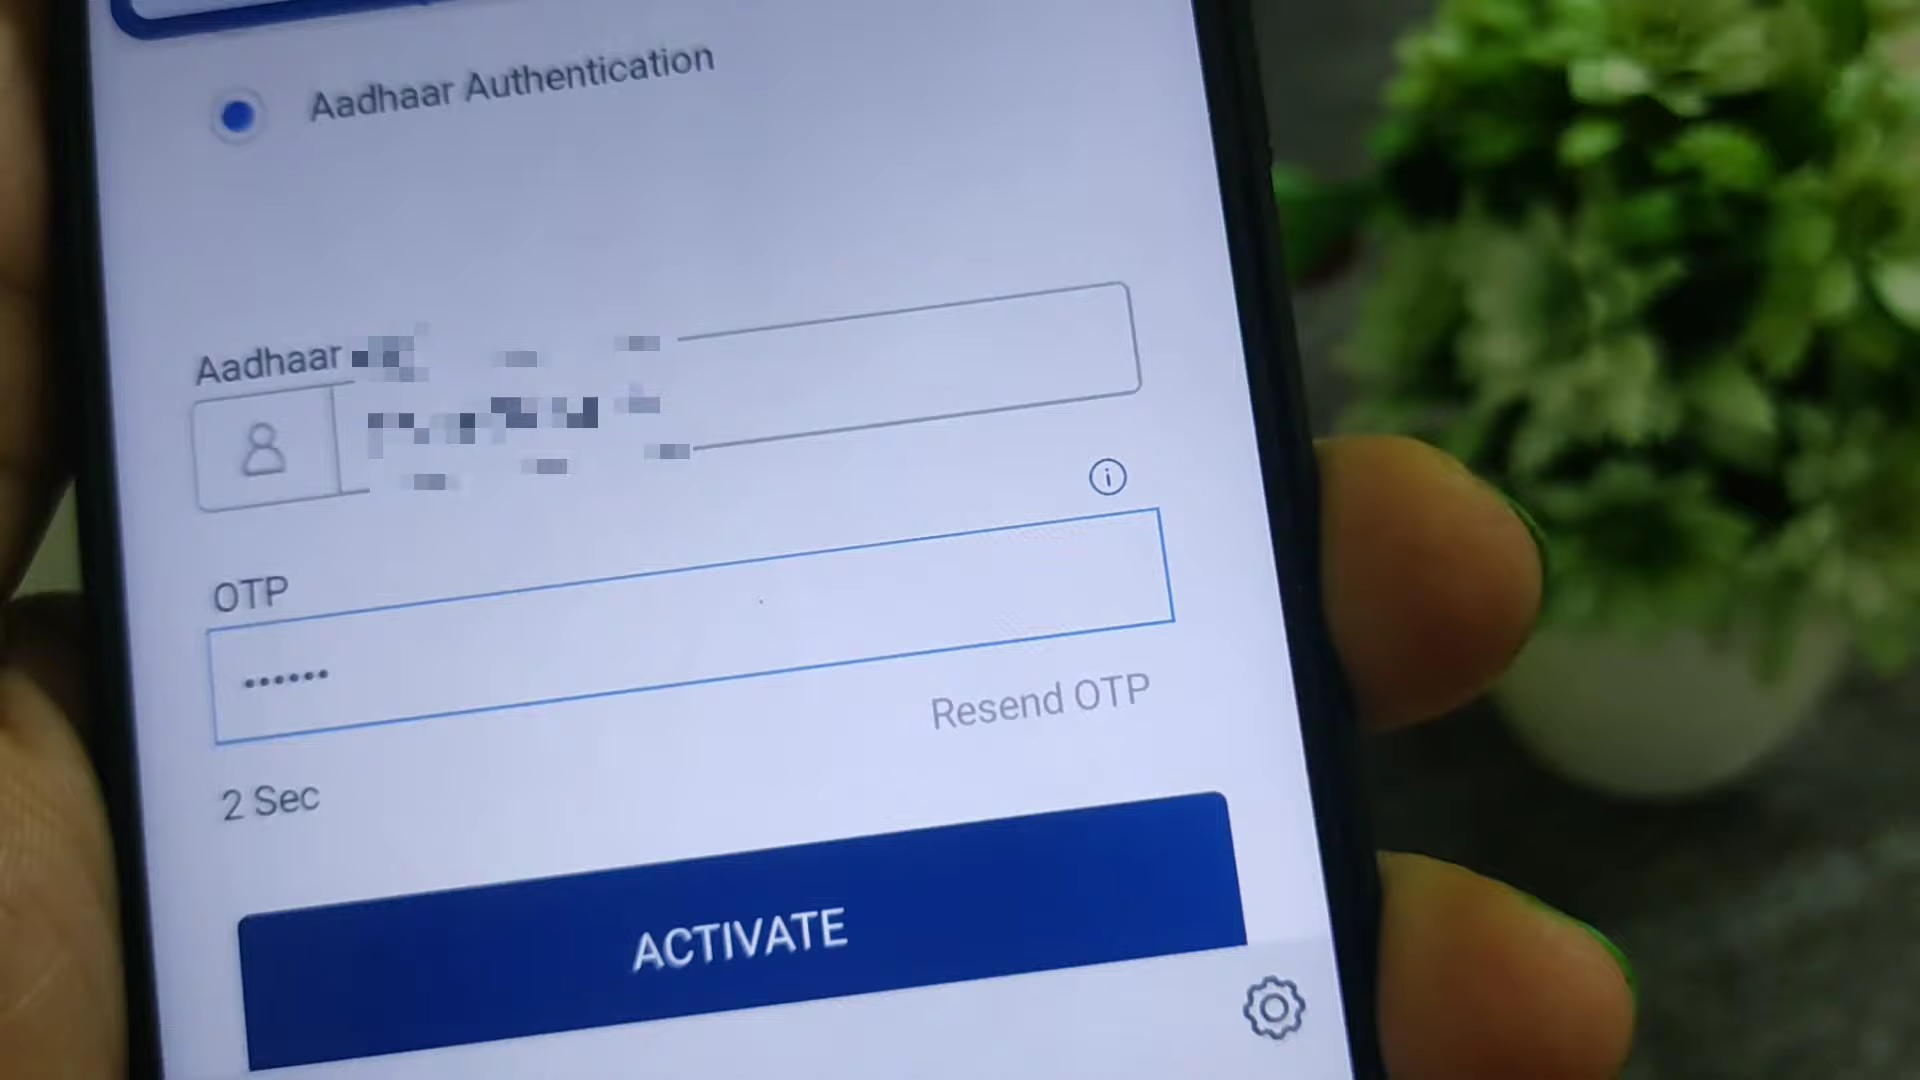 Aadhaar Authentication
Aadhaar
OTP
••••••
Resend OTP
2 Sec
ACTIVATE